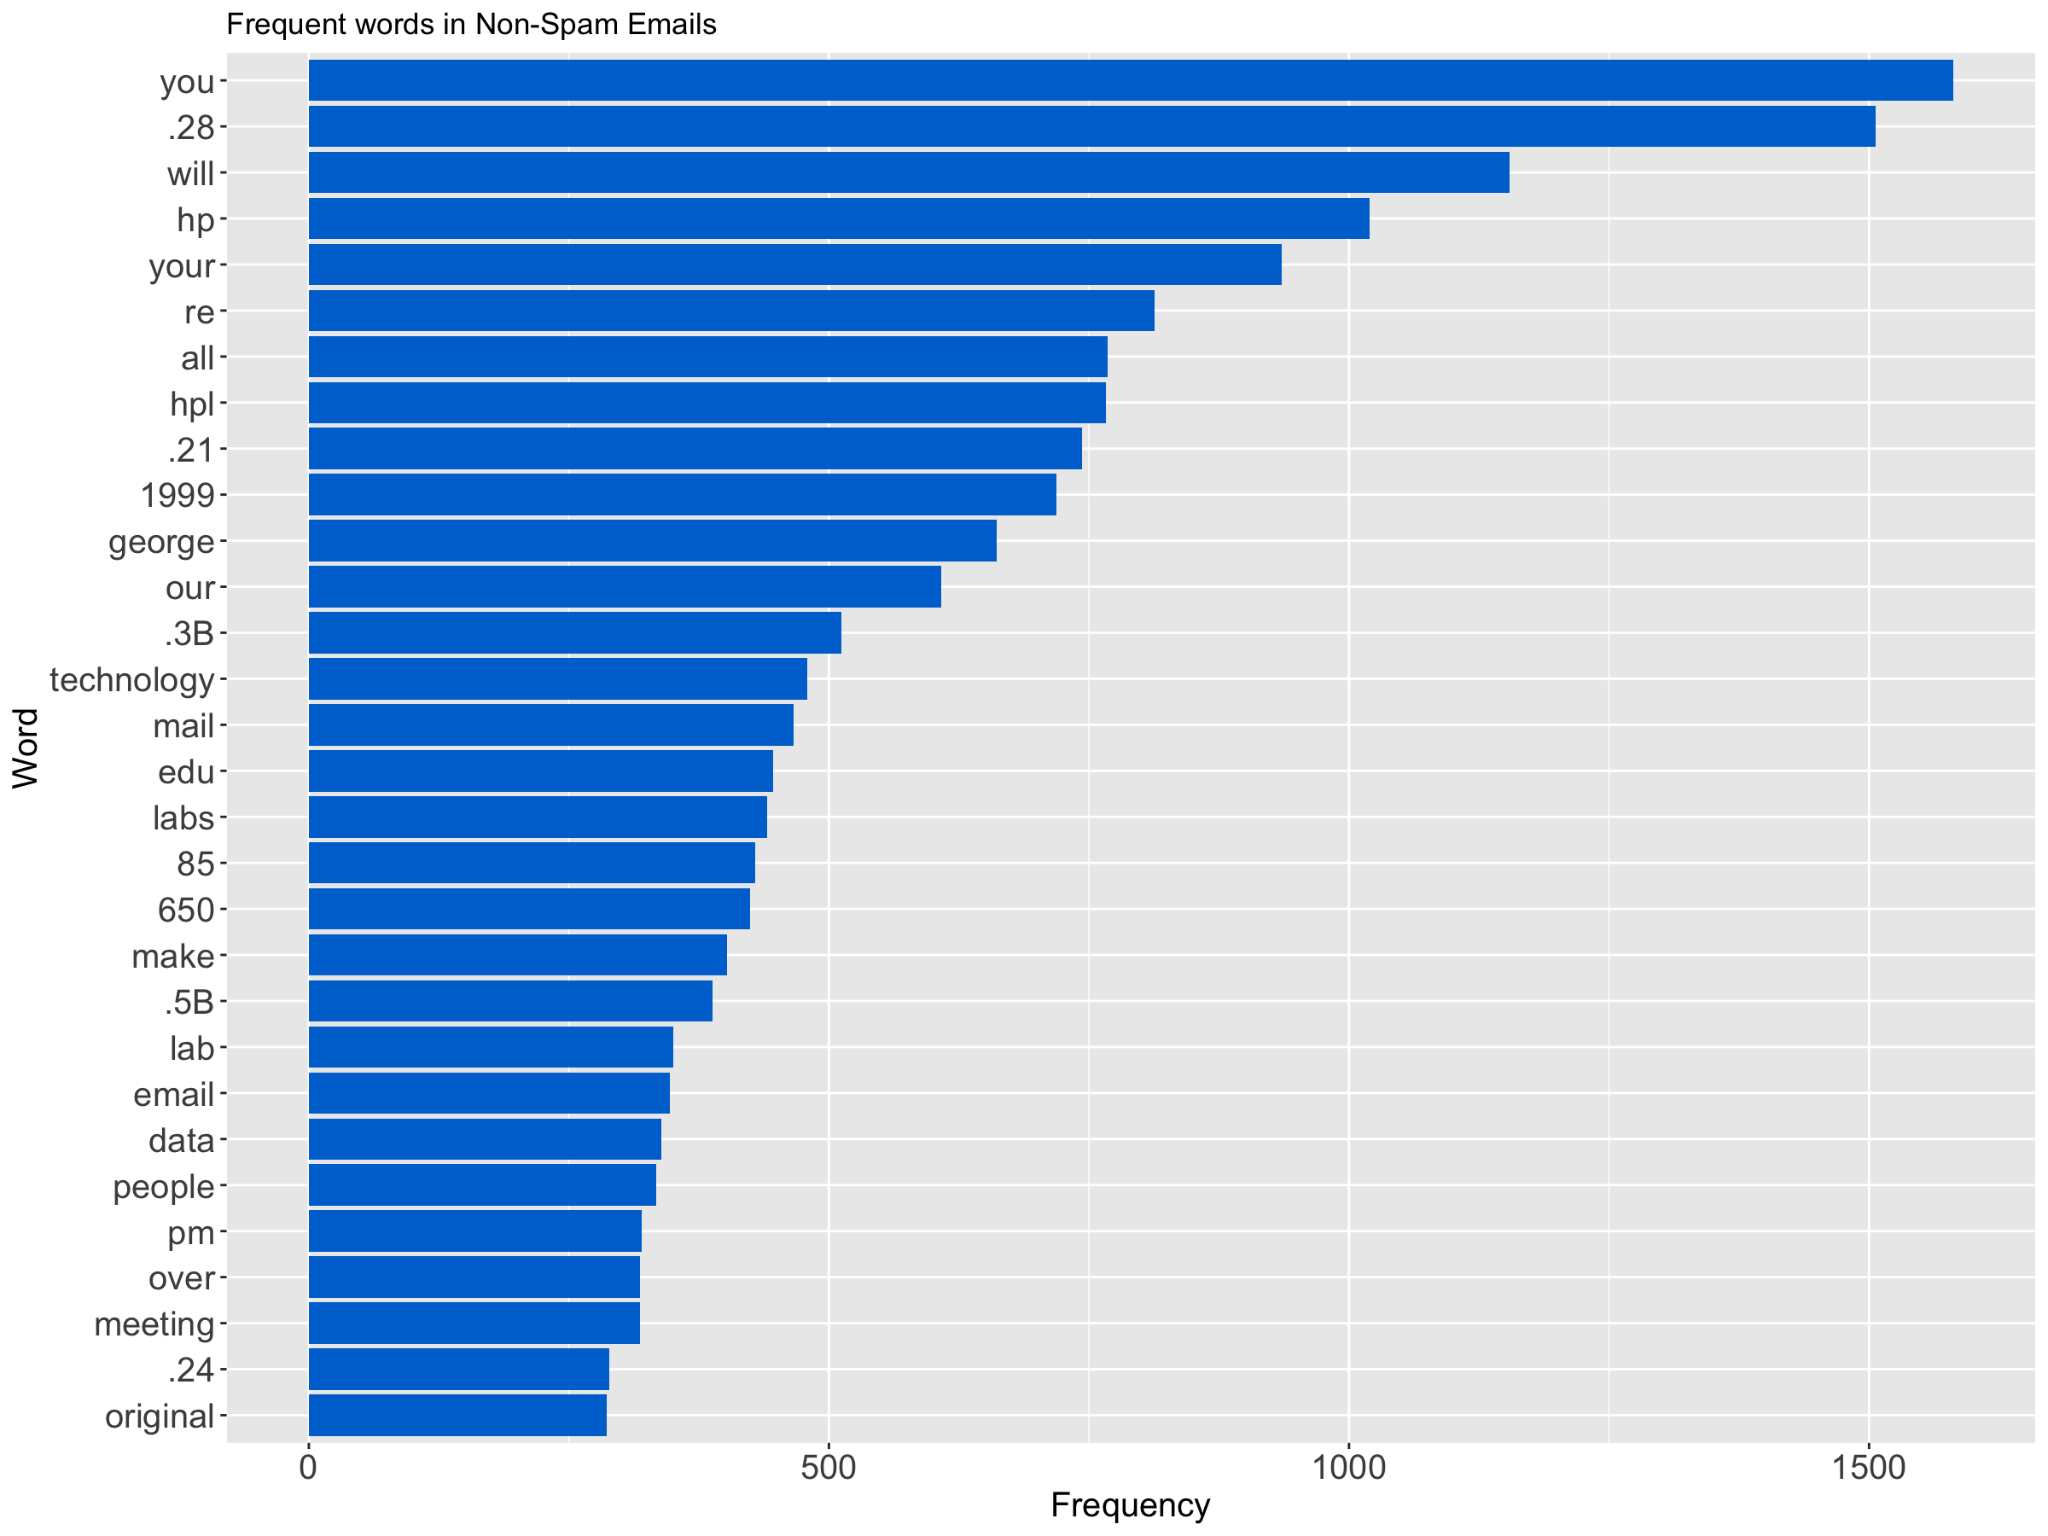 Frequent words in Non-Spam Emails
you
.28
will
hp
your
re
all
hpl
.21
1999
george
our
.3B
technology
mail
edu
labs
85
650
make
.5B
lab
email
data
people
pm
over
meeting
.24
original
Word
0 500 1000 1500
Frequency